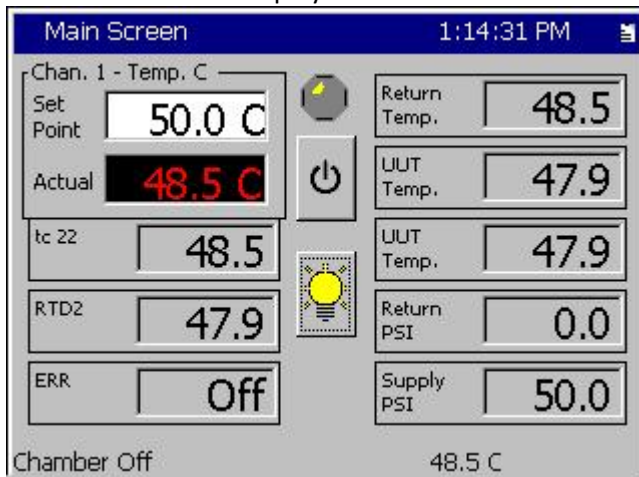 Main Screen 1:14:31 PM
Chan. 1 - Temp. C
Set Point 50.0 C
Actual 48.5 C
tc 22 48.5
RTD2 47.9
ERR Off
Return Temp. 48.5
UUT Temp. 47.9
UUT Temp. 47.9
Return PSI 0.0
Supply PSI 50.0
Chamber Off 48.5 C